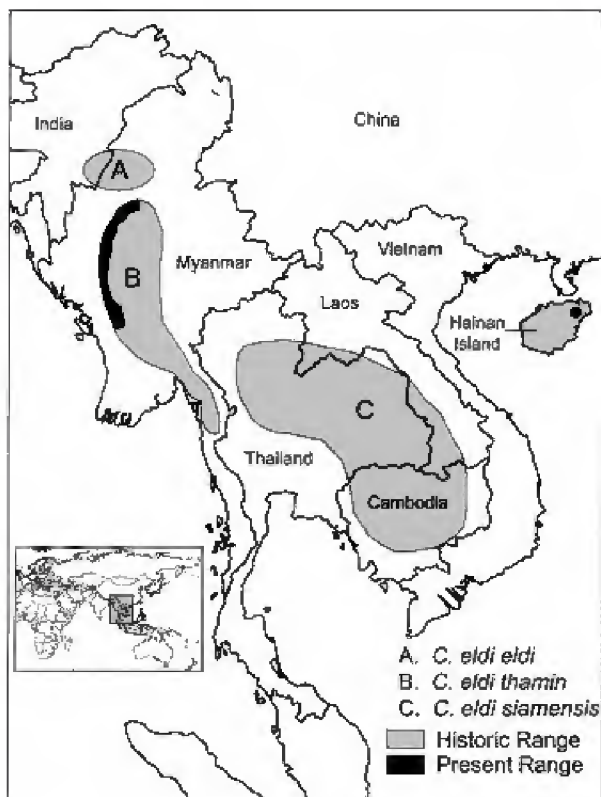 India
China
A
Vietnam
Myanmar
B
Laos
Hainan
Island
C
Thailand
Cambodia
A. C. eldi eldi
B. C. eldi thamin
C. C. eldi siamensis
Historic Range
Present Range